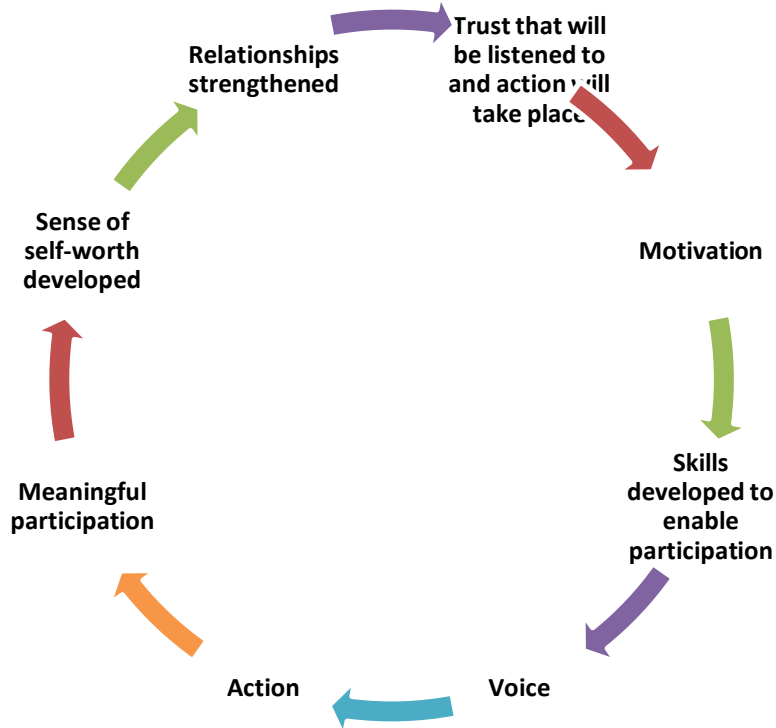 Relationships
strengthened
Trust that will
be listened to
and action will
take place
Motivation
Skills
developed to
enable
participation
Voice
Action
Meaningful
participation
Sense of
self-worth
developed